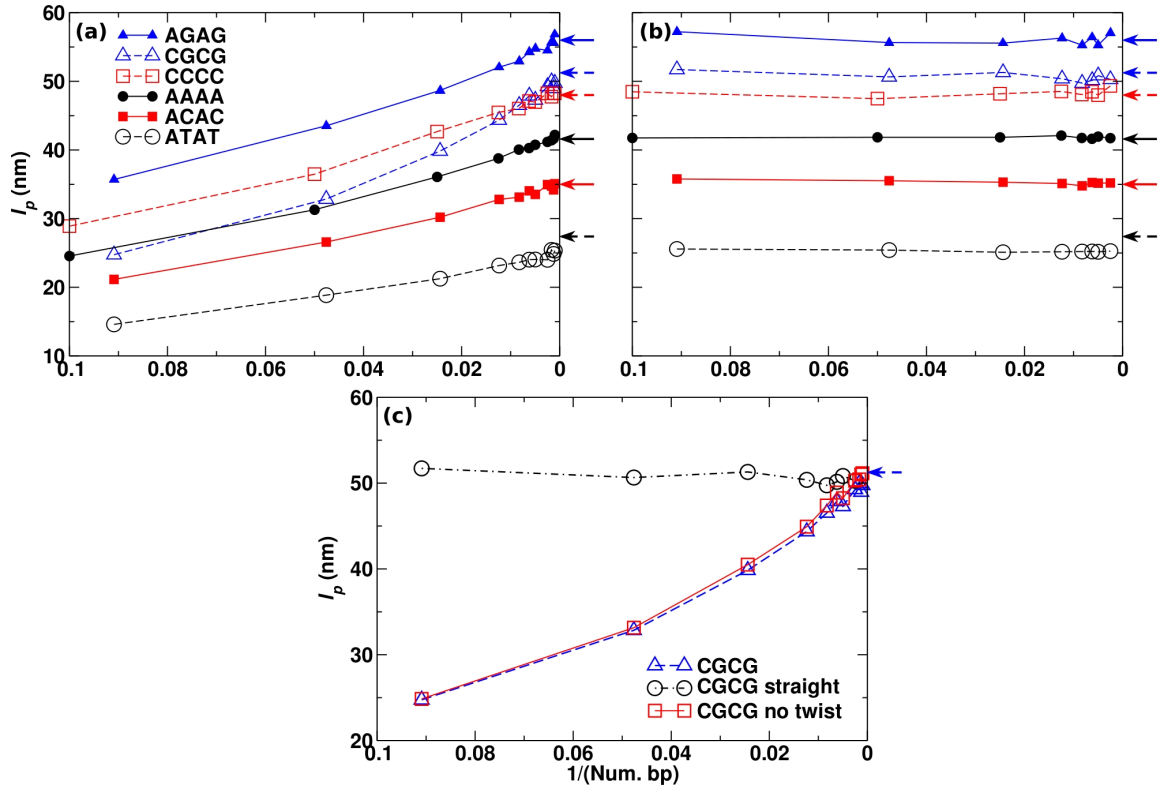 60
(a)
AGAG
50
CGCG
CCCC
40
AAAA
ACAC
ATAT
30
20
10
l_p (nm)
0.1 0.08 0.06 0.04 0.02 0
(b)
0.1 0.08 0.06 0.04 0.02 0
60
(c)
50
40
30
20
l_p (nm)
CGCG
CGCG straight
CGCG no twist
0.1 0.08 0.06 0.04 0.02 0
1/(Num. bp)